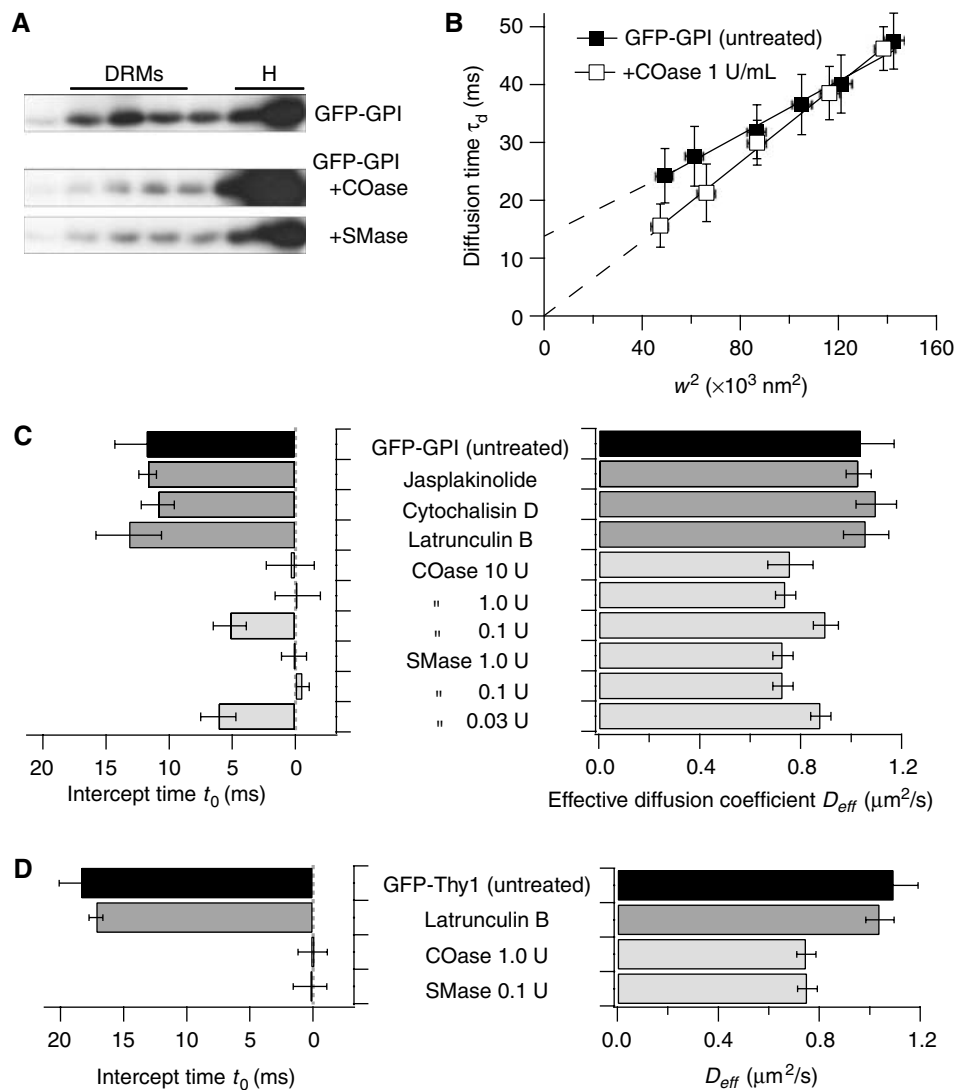 A
DRMs H
GFP-GPI
GFP-GPI
+COase
+SMase
B
GFP-GPI (untreated)
+COase 1 U/mL
50
40
30
20
10
0
Diffusion time τd (ms)
0 40 80 120 160
w² (×10³ nm²)
C
GFP-GPI (untreated)
Jasplakinolide
Cytochalisin D
Latrunculin B
COase 10 U
" 1.0 U
" 0.1 U
SMase 1.0 U
" 0.1 U
" 0.03 U
20 15 10 5 0
Intercept time t₀ (ms)
0.0 0.4 0.8 1.2
Effective diffusion coefficient Deff (μm²/s)
D
GFP-Thy1 (untreated)
Latrunculin B
COase 1.0 U
SMase 0.1 U
20 15 10 5 0
Intercept time t₀ (ms)
0.0 0.4 0.8 1.2
Deff (μm²/s)